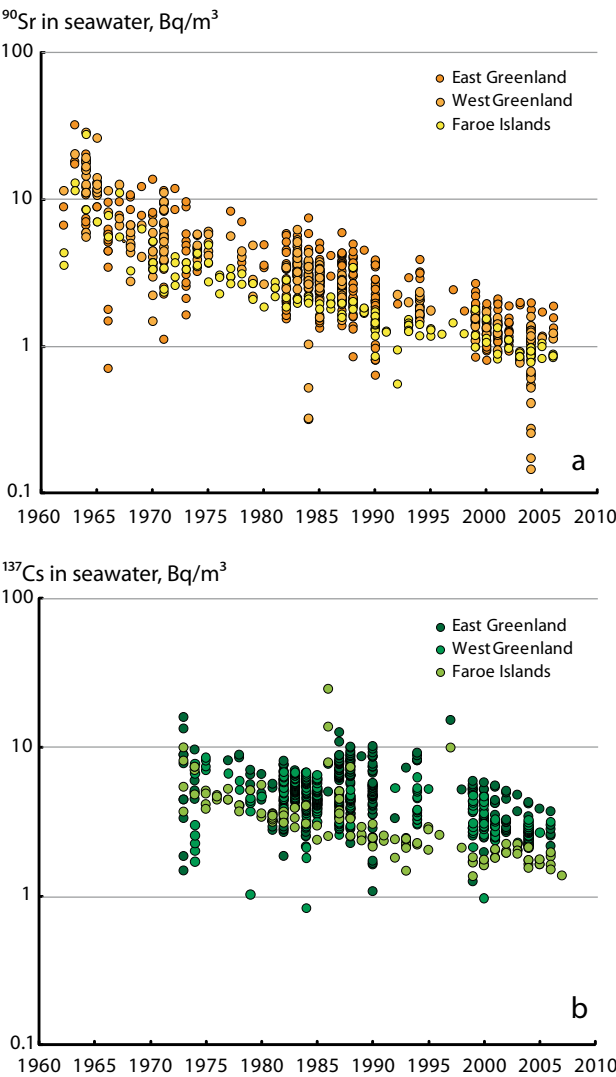 ⁹⁰Sr in seawater, Bq/m³
100
East Greenland
West Greenland
Faroe Islands
10
1
a
0.1
1960 1965 1970 1975 1980 1985 1990 1995 2000 2005 2010
¹³⁷Cs in seawater, Bq/m³
100
East Greenland
West Greenland
Faroe Islands
10
1
b
0.1
1960 1965 1970 1975 1980 1985 1990 1995 2000 2005 2010